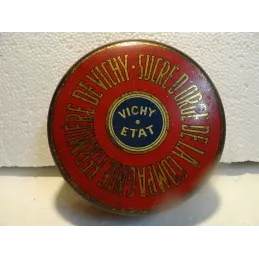 SUCRE D'ORGE DE LA COMPAGNIE FERMIÈRE DE VICHY
VICHY
ETAT